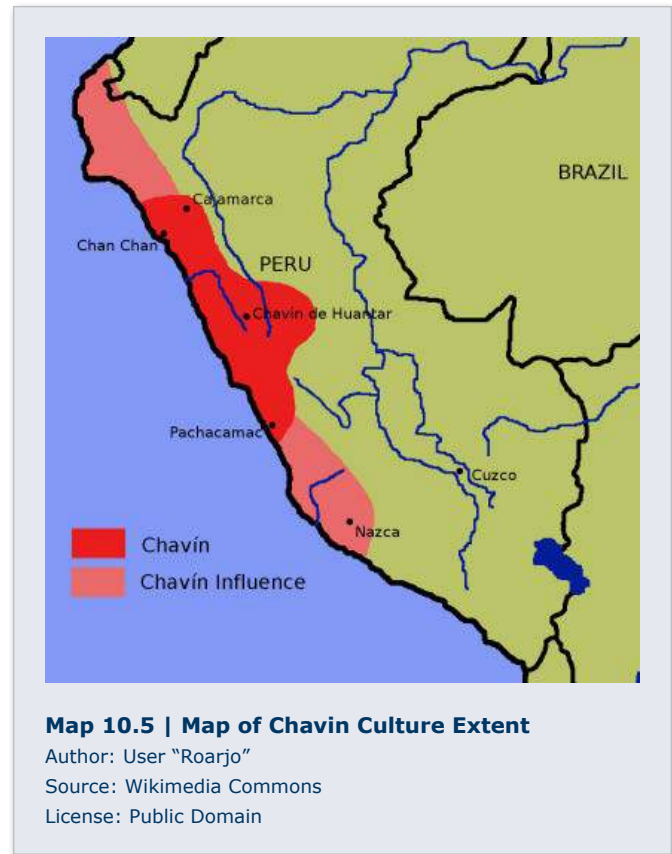 BRAZIL
Cajamarca
Chan Chan
PERU
Chavín de Huantar
Pachacamac
Cuzco
Nazca
Chavín
Chavín Influence
Map 10.5 | Map of Chavin Culture Extent
Author: User “Roarjo”
Source: Wikimedia Commons
License: Public Domain